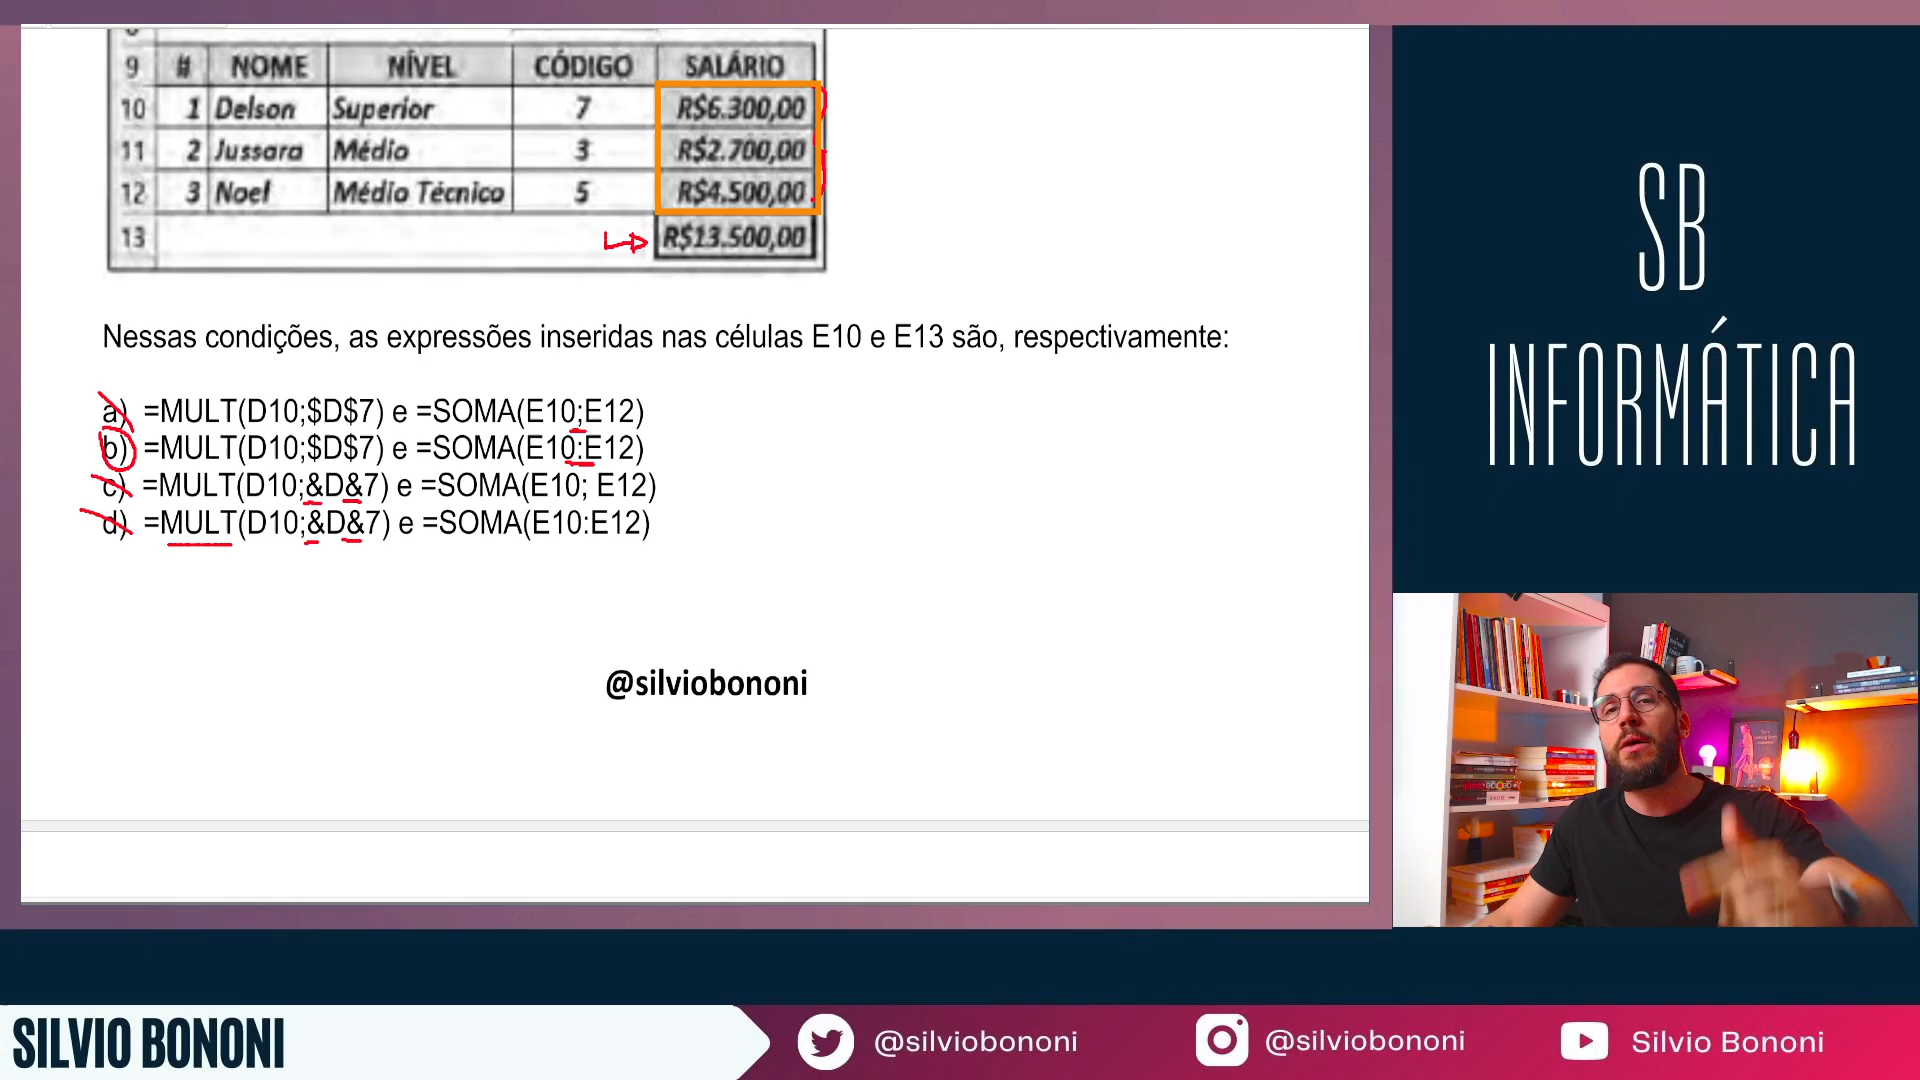 9 # NOME NÍVEL CÓDIGO SALÁRIO
10 1 Delson Superior 7 R$6.300,00
11 2 Jussara Médio 3 R$2.700,00
12 3 Noel Médio Técnico 5 R$4.500,00
13 R$13.500,00
Nessas condições, as expressões inseridas nas células E10 e E13 são, respectivamente:
a) =MULT(D10;$D$7) e =SOMA(E10;E12)
b) =MULT(D10;$D$7) e =SOMA(E10:E12)
c) =MULT(D10;&D&7) e =SOMA(E10; E12)
d) =MULT(D10;&D&7) e =SOMA(E10:E12)
@silviobononi
SB
INFORMÁTICA
SILVIO BONONI
@silviobononi
@silviobononi
Silvio Bononi